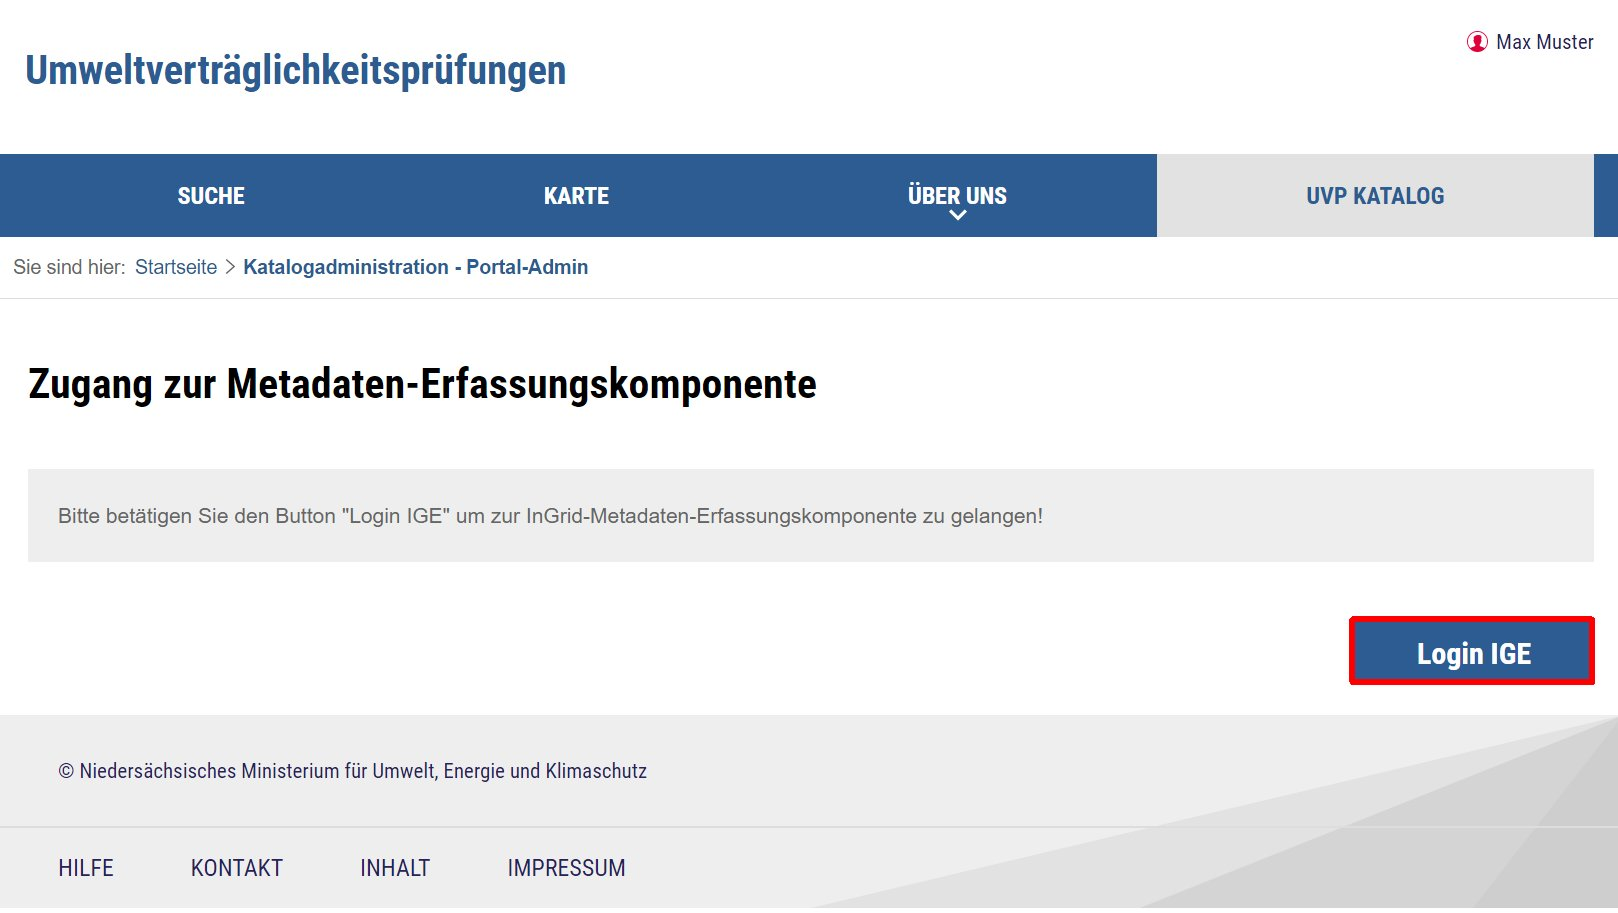 Max Muster
Umweltverträglichkeitsprüfungen
SUCHE
KARTE
ÜBER UNS
UVP KATALOG
Sie sind hier: Startseite > Katalogadministration - Portal-Admin
Zugang zur Metadaten-Erfassungskomponente
Bitte betätigen Sie den Button "Login IGE" um zur InGrid-Metadaten-Erfassungskomponente zu gelangen!
Login IGE
© Niedersächsisches Ministerium für Umwelt, Energie und Klimaschutz
HILFE
KONTAKT
INHALT
IMPRESSUM